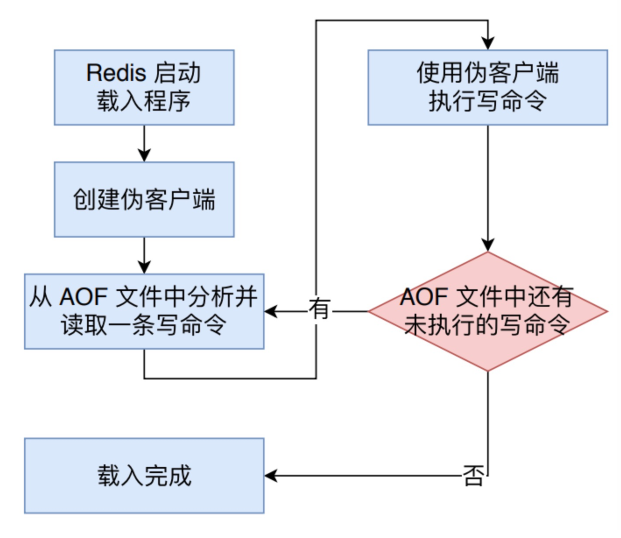 Redis 启动
载入程序
创建伪客户端
从 AOF 文件中分析并
读取一条写命令
使用伪客户端
执行写命令
AOF 文件中还有
未执行的写命令
有
否
载入完成